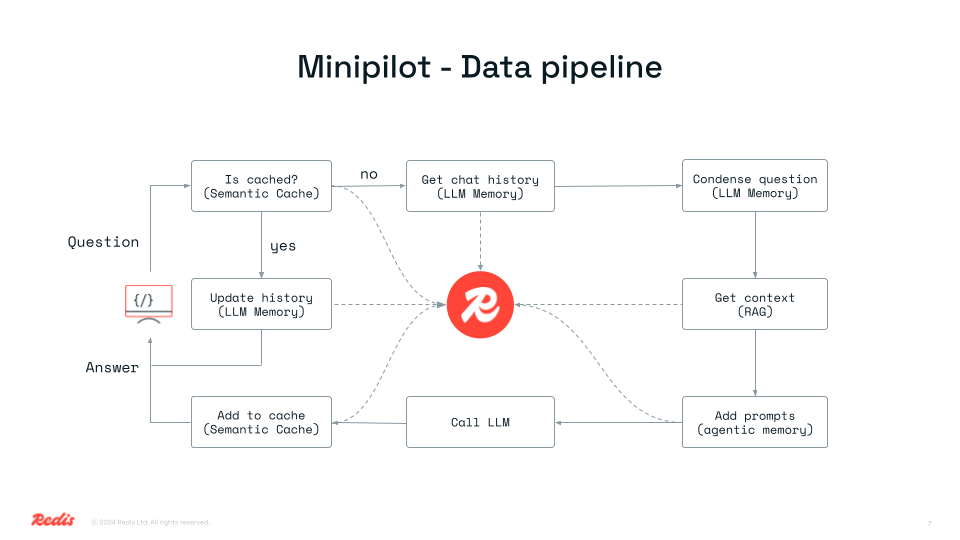 Minipilot - Data pipeline
Is cached?
(Semantic Cache)
no
Get chat history
(LLM Memory)
Condense question
(LLM Memory)
Question
yes
{/}
Update history
(LLM Memory)
R
Get context
(RAG)
Answer
Add to cache
(Semantic Cache)
Call LLM
Add prompts
(agentic memory)
Redis
© 2024 Redis Ltd. All rights reserved.
7